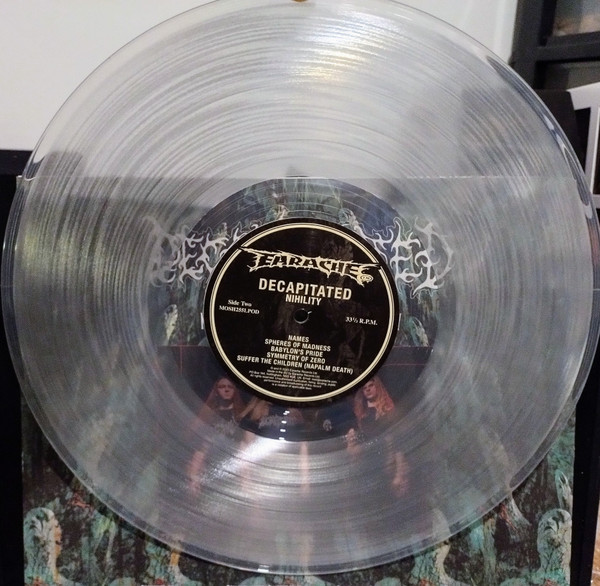 DECAPITATED
EARACHE
DECAPITATED
NIHILITY
Side Two
MOSH255LPOD
33⅓ R.P.M.
NAMES
SPHERES OF MADNESS
BABYLON'S PRIDE
SYMMETRY OF ZERO
SUFFER THE CHILDREN (NAPALM DEATH)